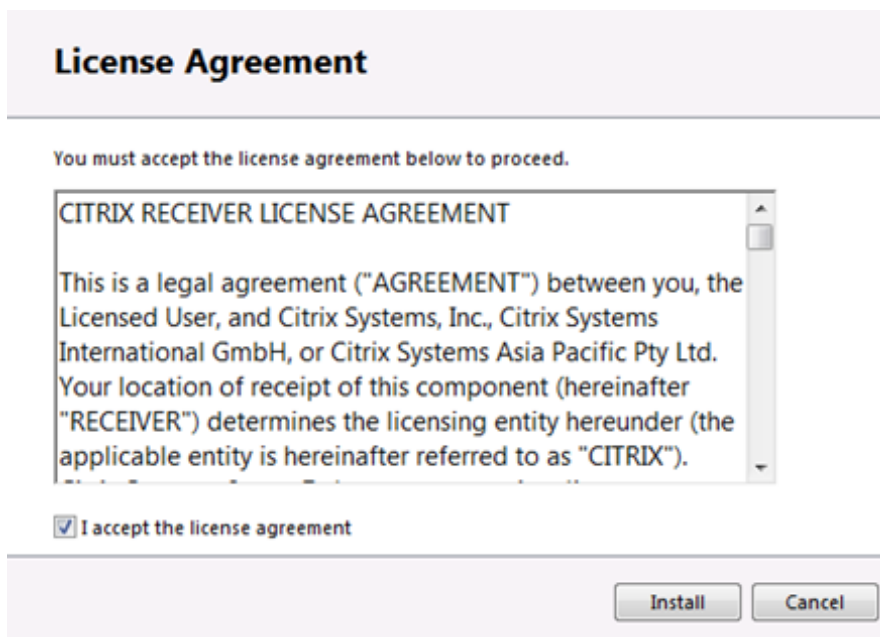 License Agreement
You must accept the license agreement below to proceed.
CITRIX RECEIVER LICENSE AGREEMENT
This is a legal agreement ("AGREEMENT") between you, the
Licensed User, and Citrix Systems, Inc., Citrix Systems
International GmbH, or Citrix Systems Asia Pacific Pty Ltd.
Your location of receipt of this component (hereinafter
"RECEIVER") determines the licensing entity hereunder (the
applicable entity is hereinafter referred to as "CITRIX").
I accept the license agreement
Install
Cancel